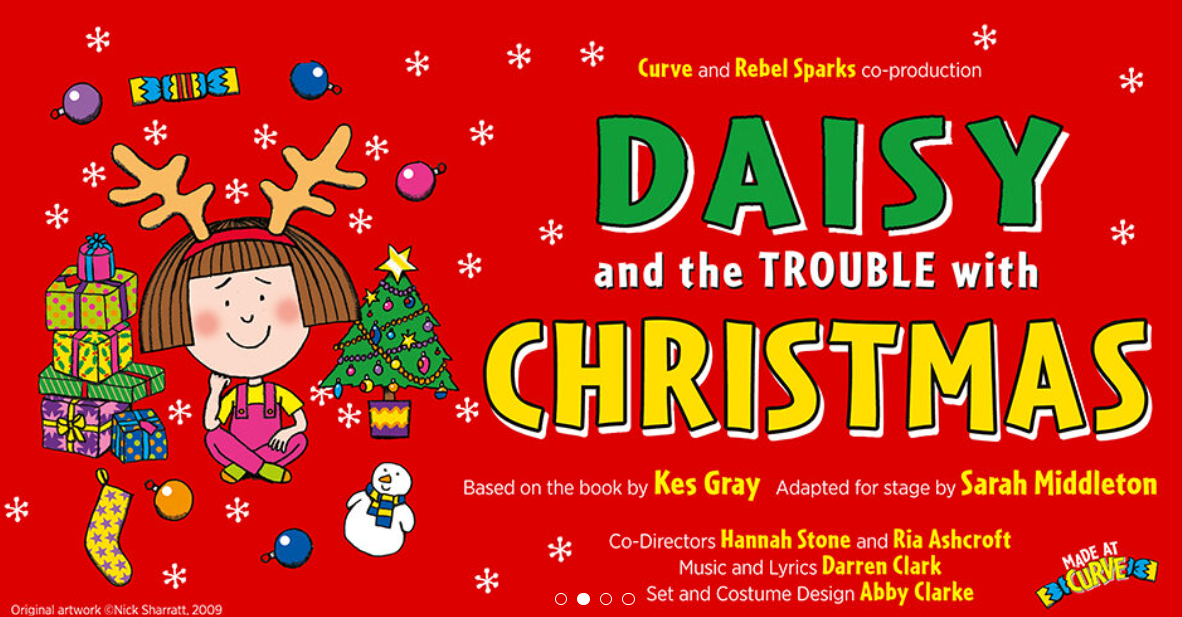 Curve and Rebel Sparks co-production
DAISY
and the TROUBLE with
CHRISTMAS
Based on the book by Kes Gray Adapted for stage by Sarah Middleton
Co-Directors Hannah Stone and Ria Ashcroft
Music and Lyrics Darren Clark
Set and Costume Design Abby Clarke
MADE AT
CURVE
Original artwork ©Nick Sharratt, 2009